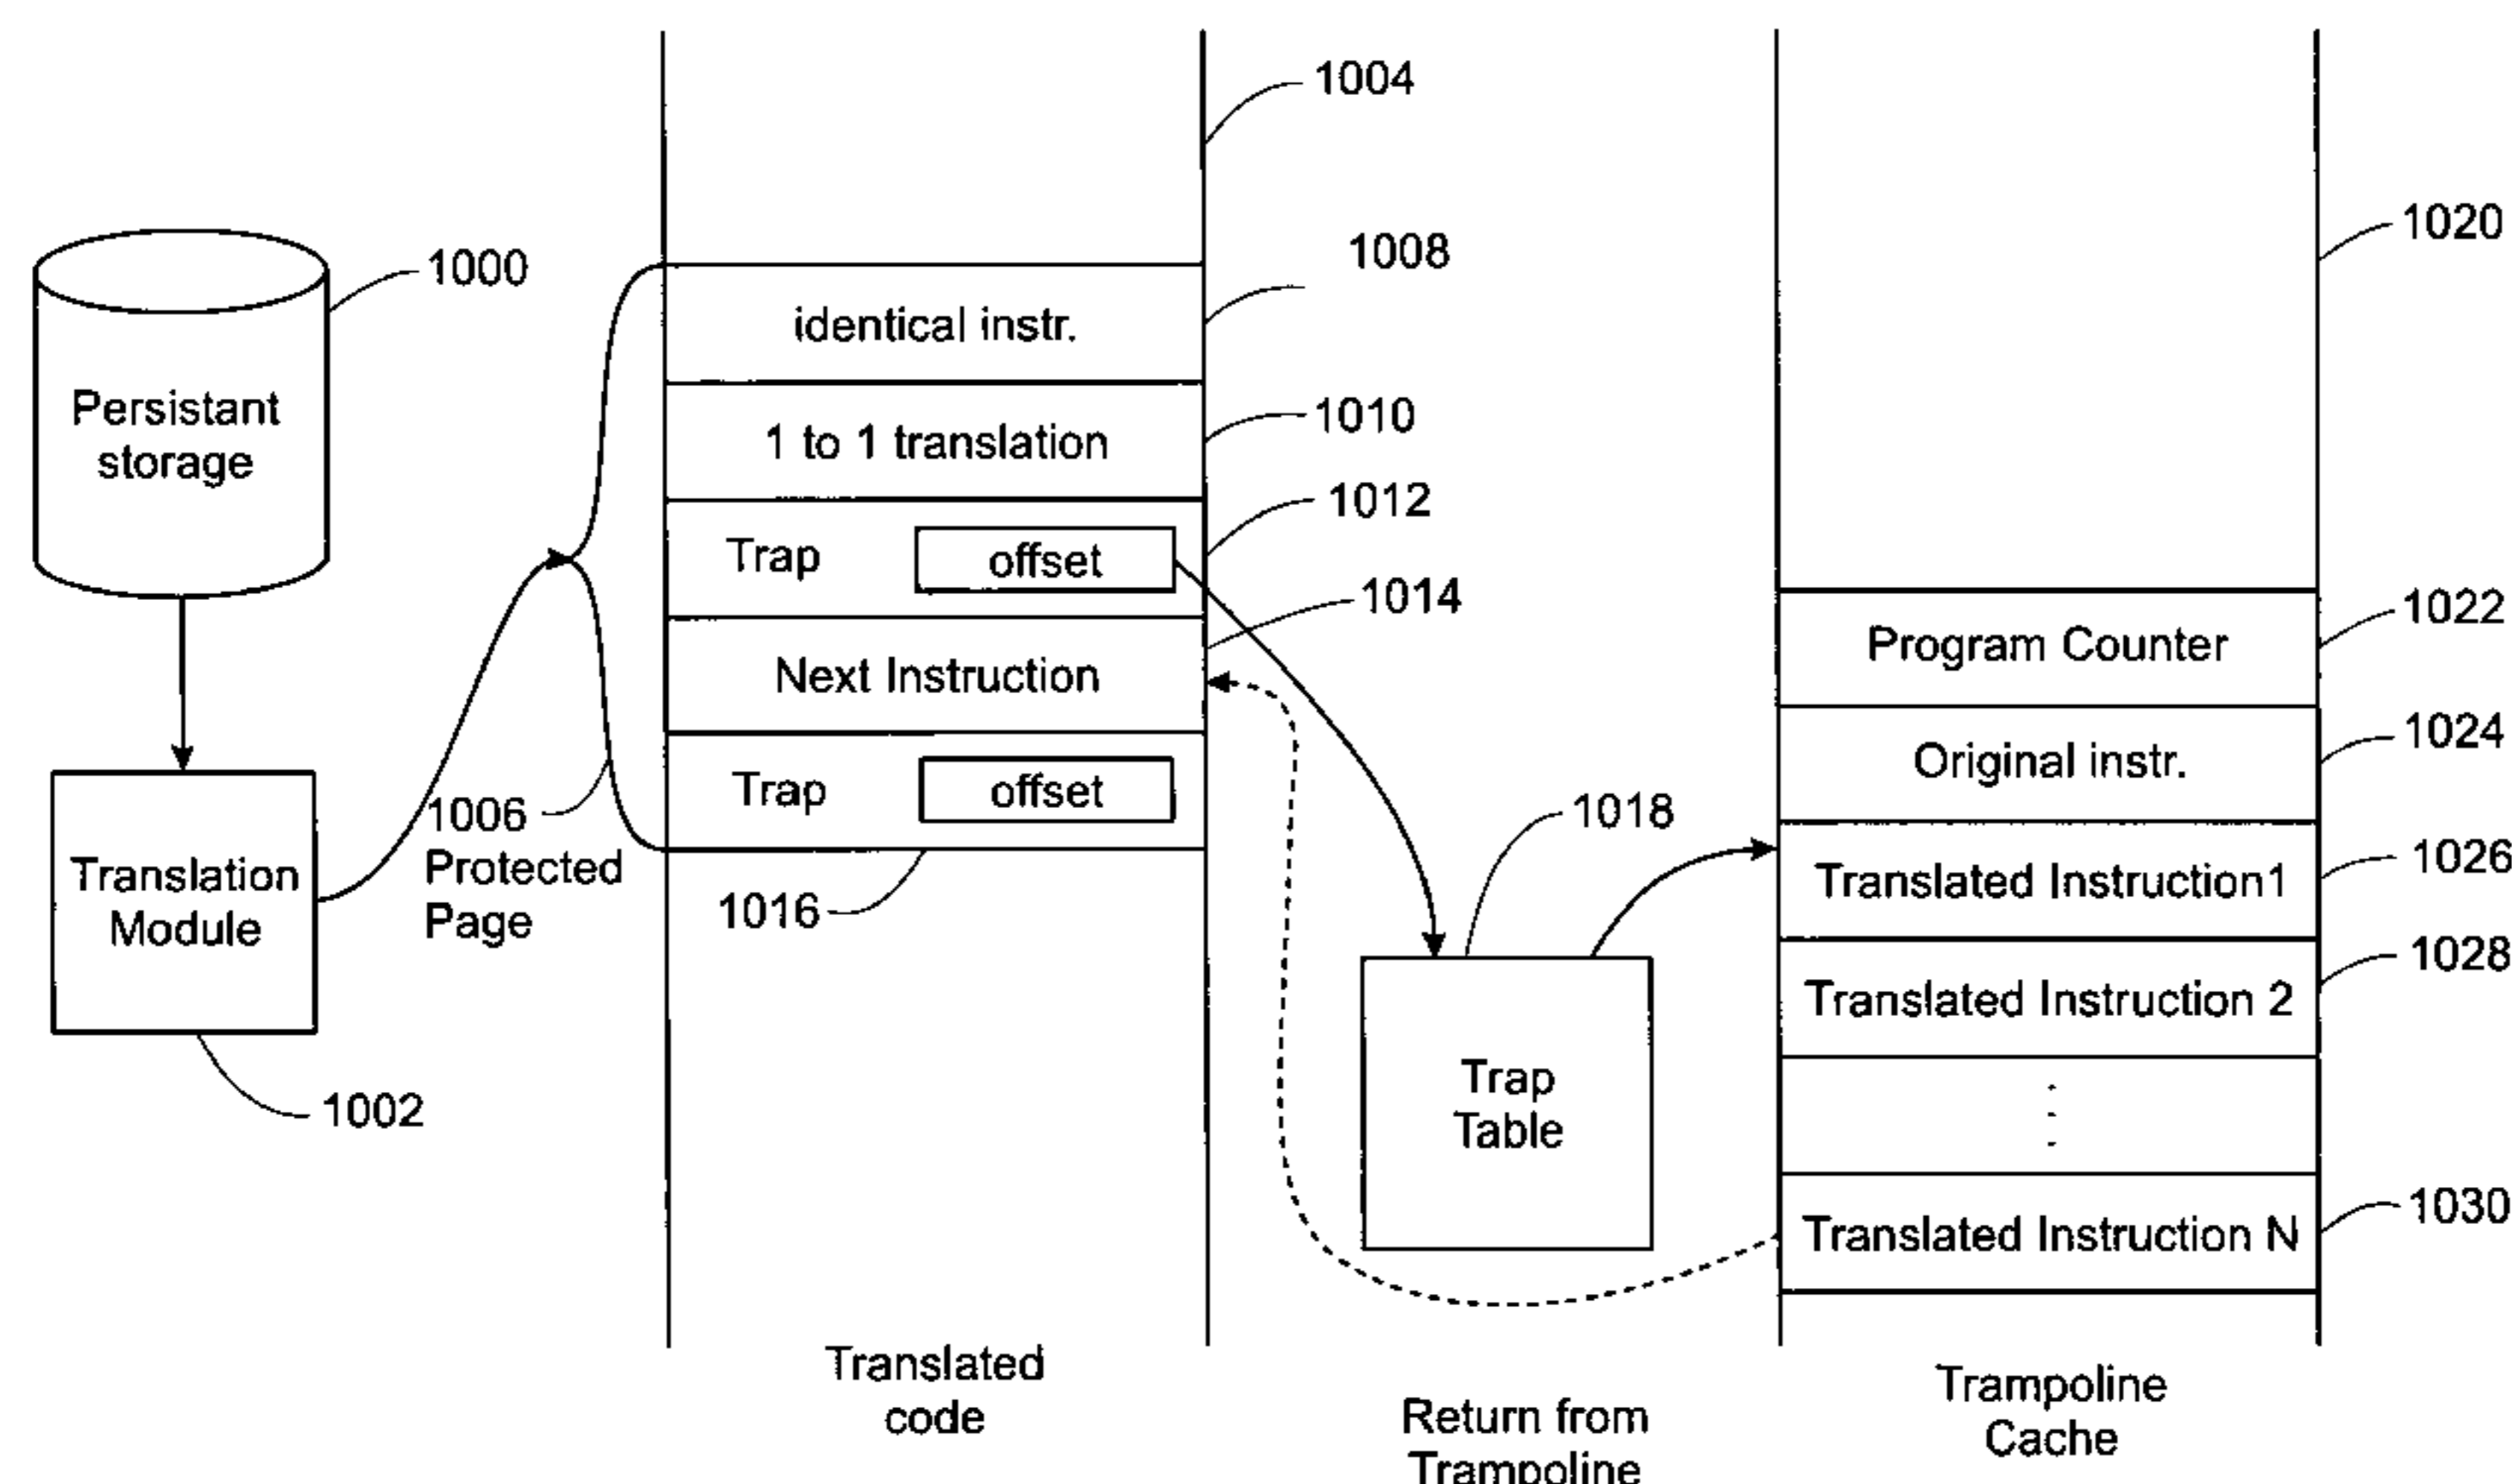 1000
Persistant
storage
Translation
Module
1002
1004
1008
identical instr.
1010
1 to 1 translation
1012
Trap
offset
1014
Next Instruction
Trap
offset
1006
Protected
Page
1016
Translated
code
1018
Trap
Table
Return from
Trampoline
1020
1022
Program Counter
1024
Original instr.
1026
Translated Instruction1
1028
Translated Instruction 2
1030
Translated Instruction N
Trampoline
Cache